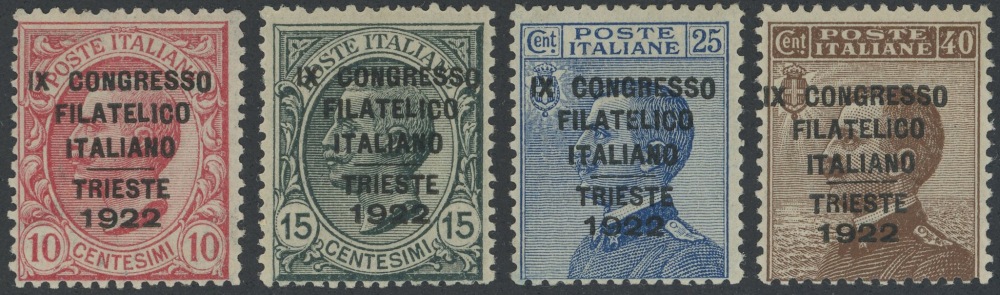 POSTE ITALIANE
IX CONGRESSO
FILATELICO
ITALIANO
TRIESTE
1922
10 CENTESIMI 10
POSTE ITALIANE
IX CONGRESSO
FILATELICO
ITALIANO
TRIESTE
1922
15 CENTESIMI 15
Cent. POSTE ITALIANE 25
IX CONGRESSO
FILATELICO
ITALIANO
TRIESTE
1922
Cent. POSTE ITALIANE 40
IX CONGRESSO
FILATELICO
ITALIANO
TRIESTE
1922